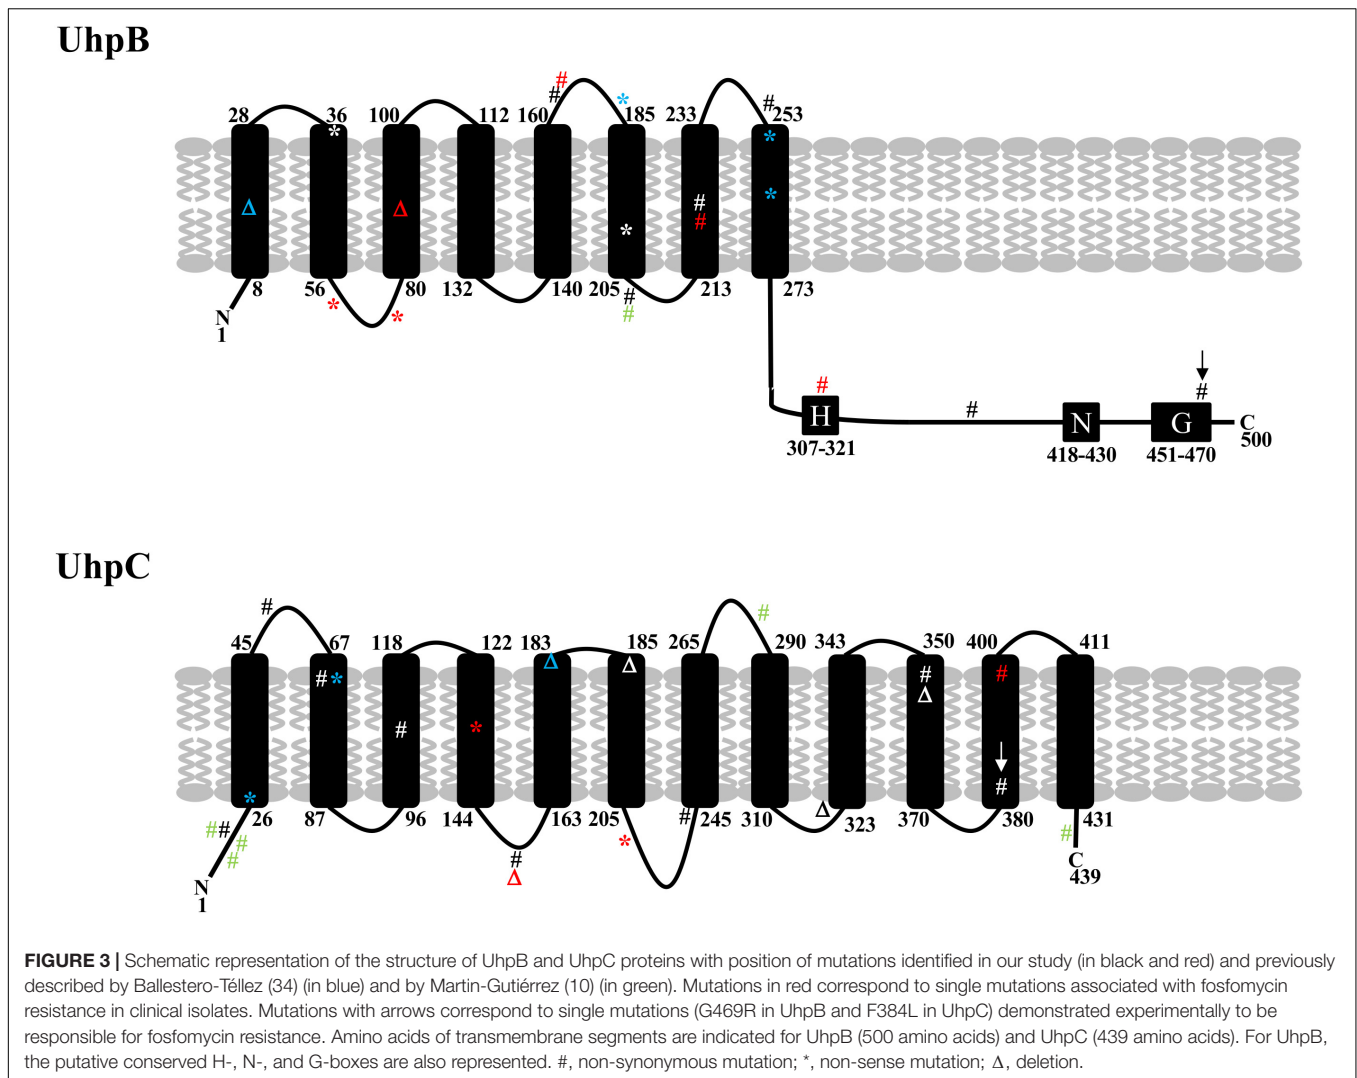 UhpB
# #
28 36 100 112 160 * 185 233 # 253
* *
Δ Δ # *
* #
8 56 80 132 140 205 213 273
* * # #
N
1
# # #
H N G C
307-321 418-430 451-470 500
UhpC
# #
45 67 118 122 183 185 265 290 343 350 400 411
# * Δ Δ # #
# * Δ
* #
26 87 96 144 163 205 # 245 310 Δ 323 370 380 431
# # # # # * #
Δ
N C
1 439
FIGURE 3 | Schematic representation of the structure of UhpB and UhpC proteins with position of mutations identified in our study (in black and red) and previously
described by Ballestero-Téllez (34) (in blue) and by Martin-Gutiérrez (10) (in green). Mutations in red correspond to single mutations associated with fosfomycin
resistance in clinical isolates. Mutations with arrows correspond to single mutations (G469R in UhpB and F384L in UhpC) demonstrated experimentally to be
responsible for fosfomycin resistance. Amino acids of transmembrane segments are indicated for UhpB (500 amino acids) and UhpC (439 amino acids). For UhpB,
the putative conserved H-, N-, and G-boxes are also represented. #, non-synonymous mutation; *, non-sense mutation; Δ, deletion.